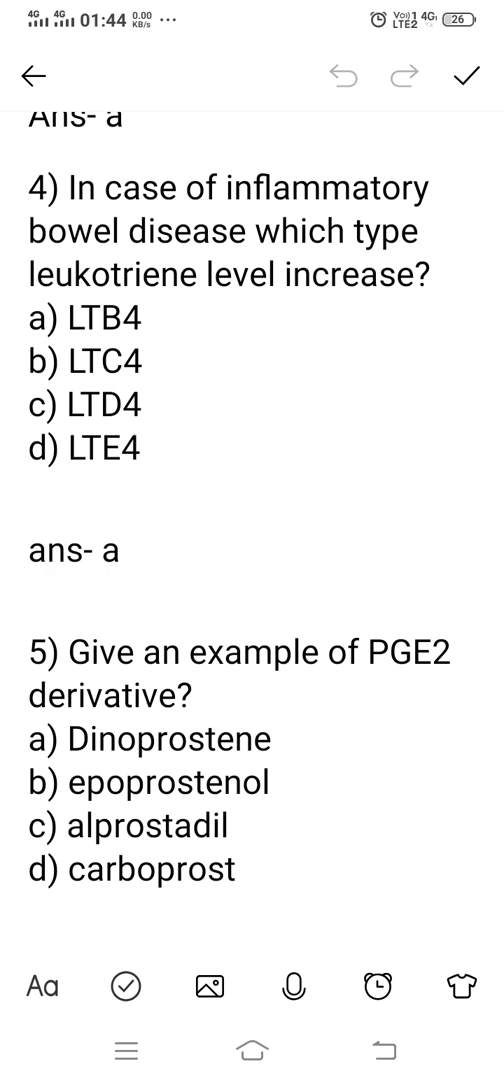 4G 4G 01:44 0.00 KB/s ...
Vo)) 1 4G LTE2 26
Ans- a
4) In case of inflammatory
bowel disease which type
leukotriene level increase?
a) LTB4
b) LTC4
c) LTD4
d) LTE4
ans- a
5) Give an example of PGE2
derivative?
a) Dinoprostene
b) epoprostenol
c) alprostadil
d) carboprost
Aa